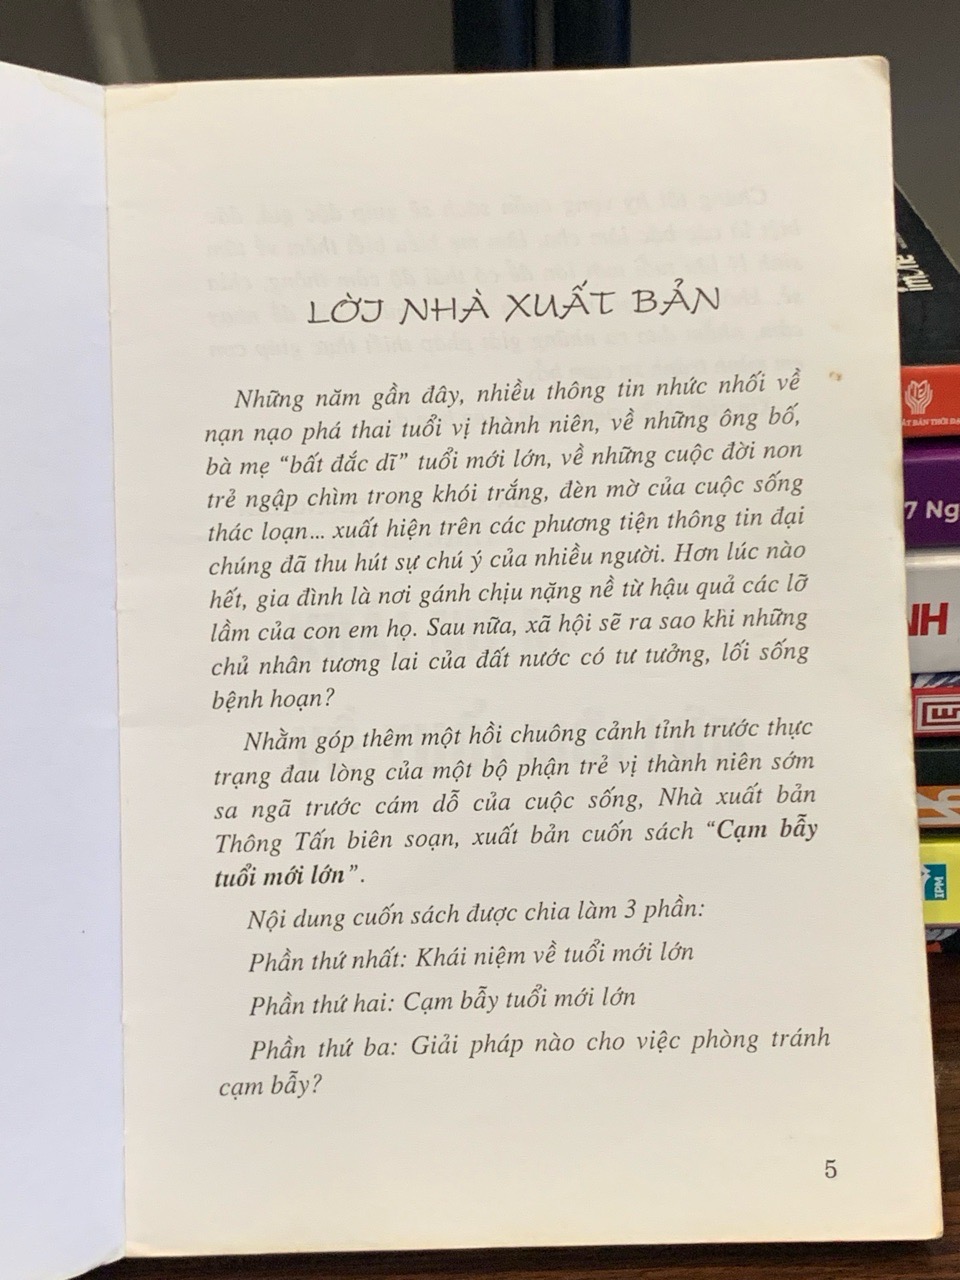 LỜI NHÀ XUẤT BẢN
Những năm gần đây, nhiều thông tin nhức nhối về
nạn nạo phá thai tuổi vị thành niên, về những ông bố,
bà mẹ “bất đắc dĩ” tuổi mới lớn, về những cuộc đời non
trẻ ngập chìm trong khói trắng, đèn mờ của cuộc sống
thác loạn... xuất hiện trên các phương tiện thông tin đại
chúng đã thu hút sự chú ý của nhiều người. Hơn lúc nào
hết, gia đình là nơi gánh chịu nặng nề từ hậu quả các lỡ
lầm của con em họ. Sau nữa, xã hội sẽ ra sao khi những
chủ nhân tương lai của đất nước có tư tưởng, lối sống
bệnh hoạn?
Nhằm góp thêm một hồi chuông cảnh tỉnh trước thực
trạng đau lòng của một bộ phận trẻ vị thành niên sớm
sa ngã trước cám dỗ của cuộc sống, Nhà xuất bản
Thông Tấn biên soạn, xuất bản cuốn sách “Cạm bẫy
tuổi mới lớn”.
Nội dung cuốn sách được chia làm 3 phần:
Phần thứ nhất: Khái niệm về tuổi mới lớn
Phần thứ hai: Cạm bẫy tuổi mới lớn
Phần thứ ba: Giải pháp nào cho việc phòng tránh
cạm bẫy?
5
7 Ng
NH
IPM